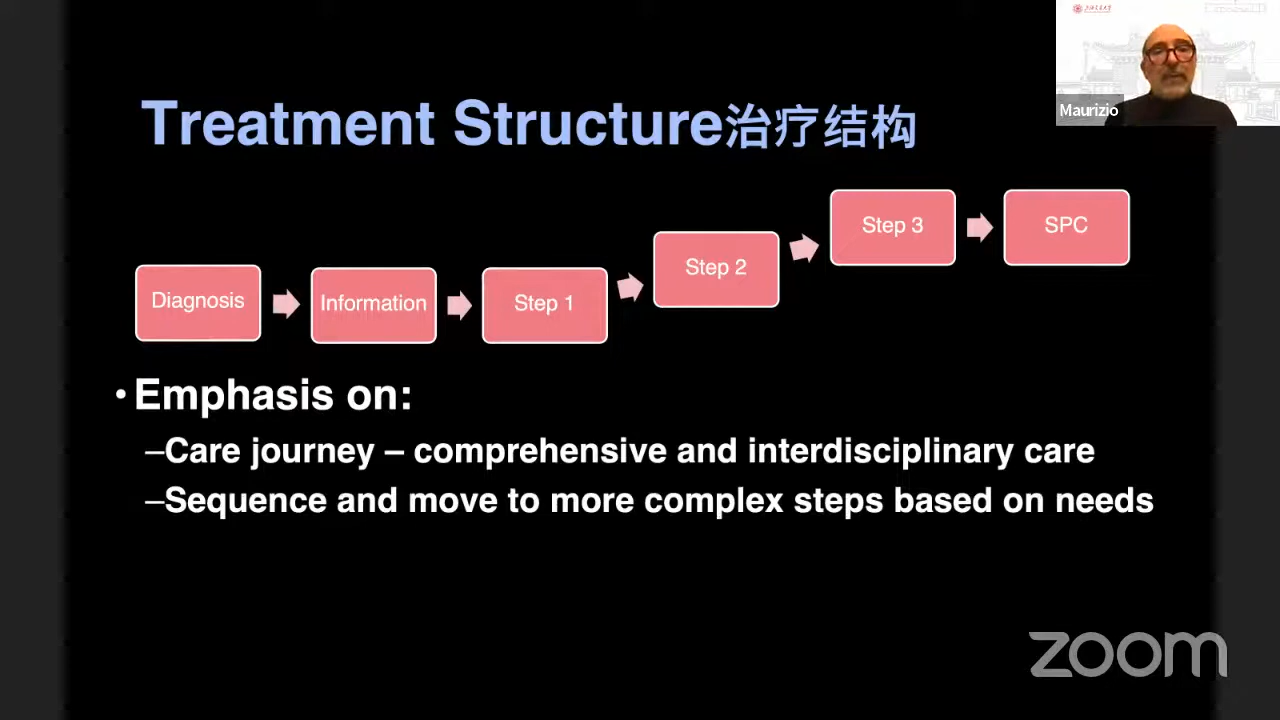 Maurizio
Treatment Structure治疗结构
Diagnosis
Information
Step 1
Step 2
Step 3
SPC
• Emphasis on:
–Care journey – comprehensive and interdisciplinary care
–Sequence and move to more complex steps based on needs
zoom